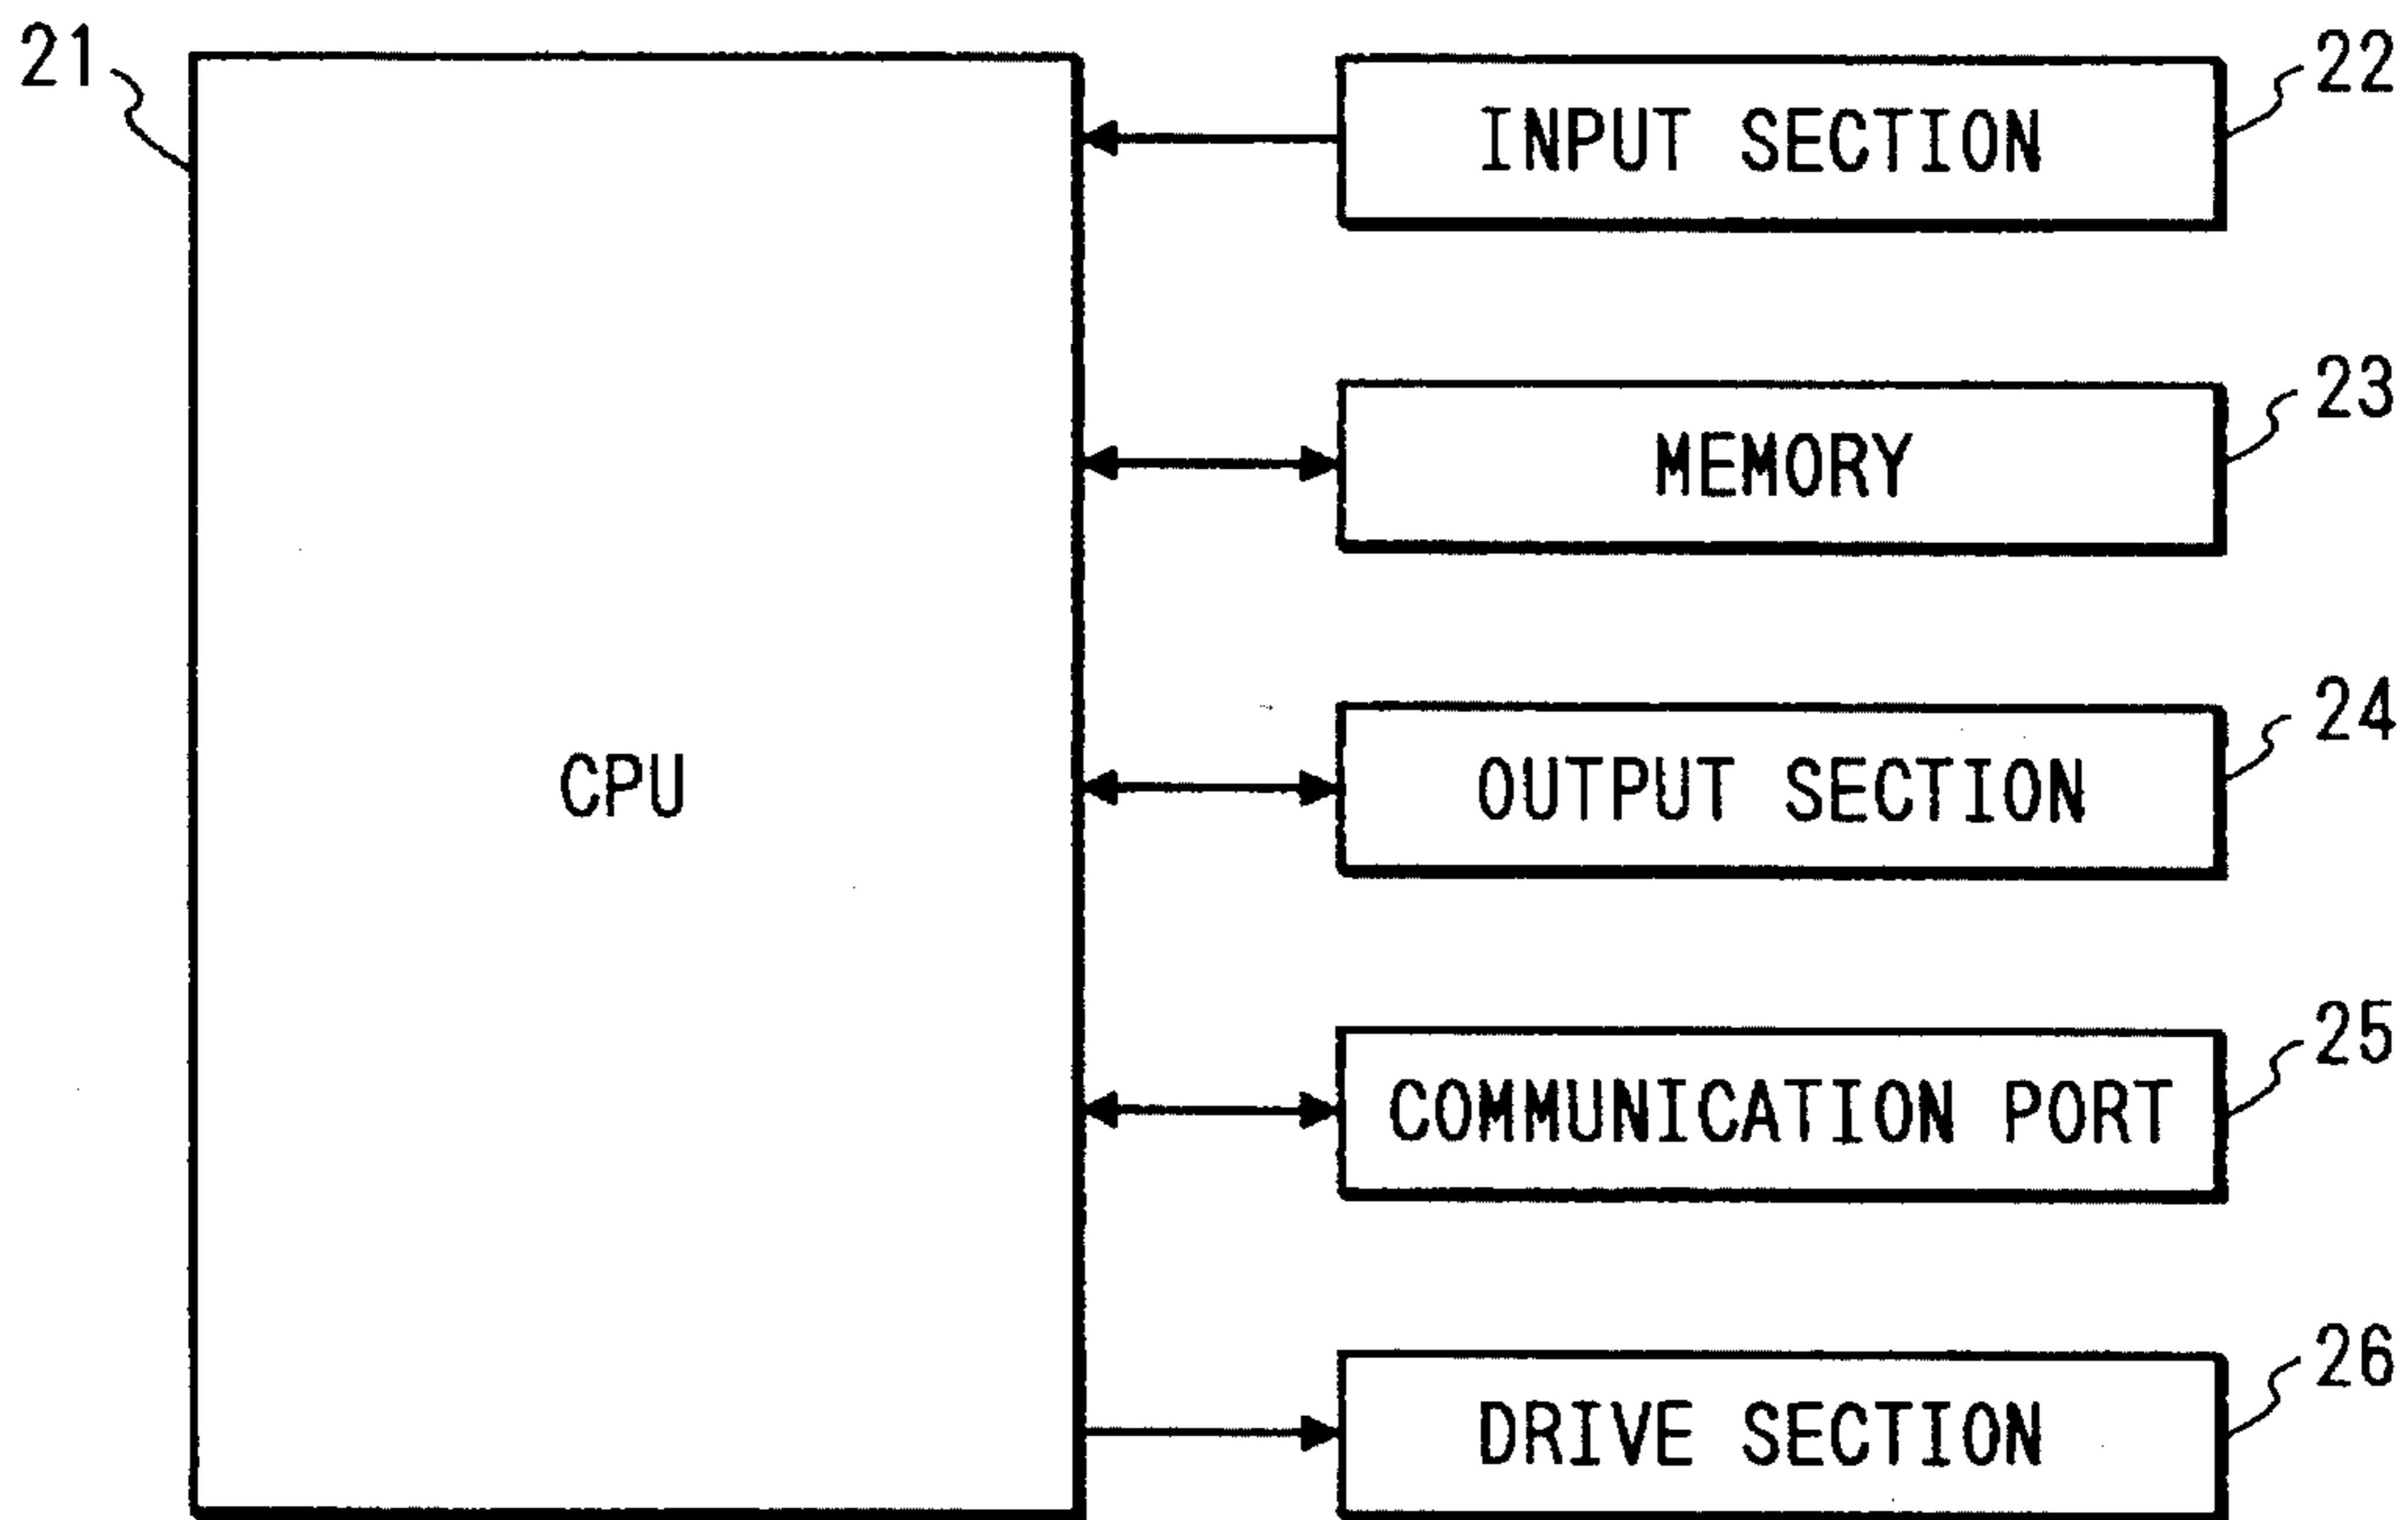 21
22
INPUT SECTION
23
MEMORY
24
CPU
OUTPUT SECTION
25
COMMUNICATION PORT
26
DRIVE SECTION